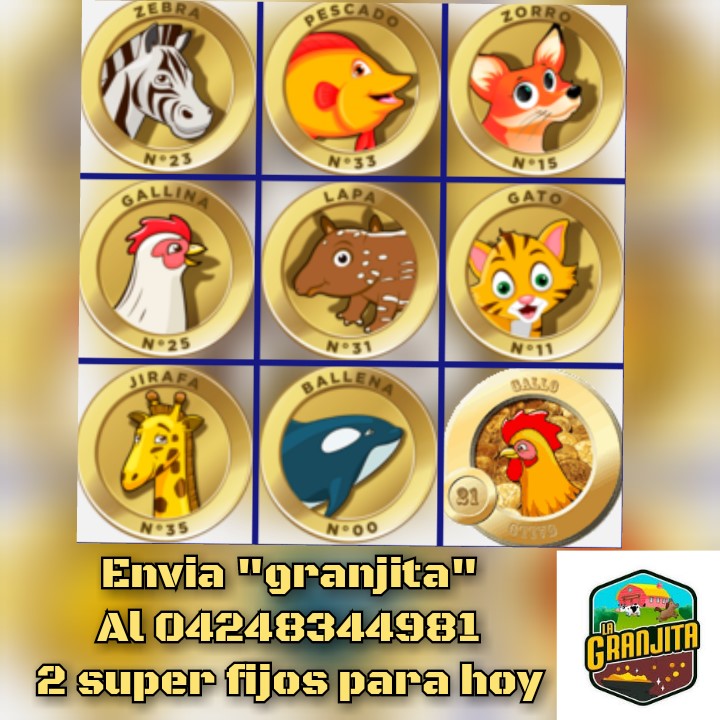 ZEBRA
N°23
PESCADO
N°33
ZORRO
N°15
GALLINA
N°25
LAPA
N°31
GATO
N°11
JIRAFA
N°35
BALLENA
N°00
GALLO
21
Envia "granjita"
Al 04248344981
2 super fijos para hoy
LA
GRANJITA